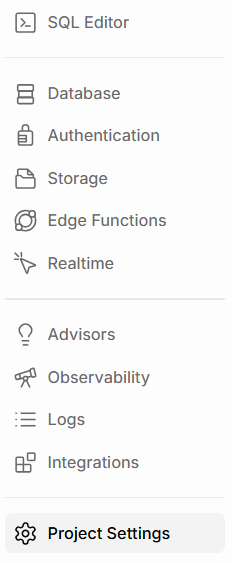 SQL Editor
Database
Authentication
Storage
Edge Functions
Realtime
Advisors
Observability
Logs
Integrations
Project Settings